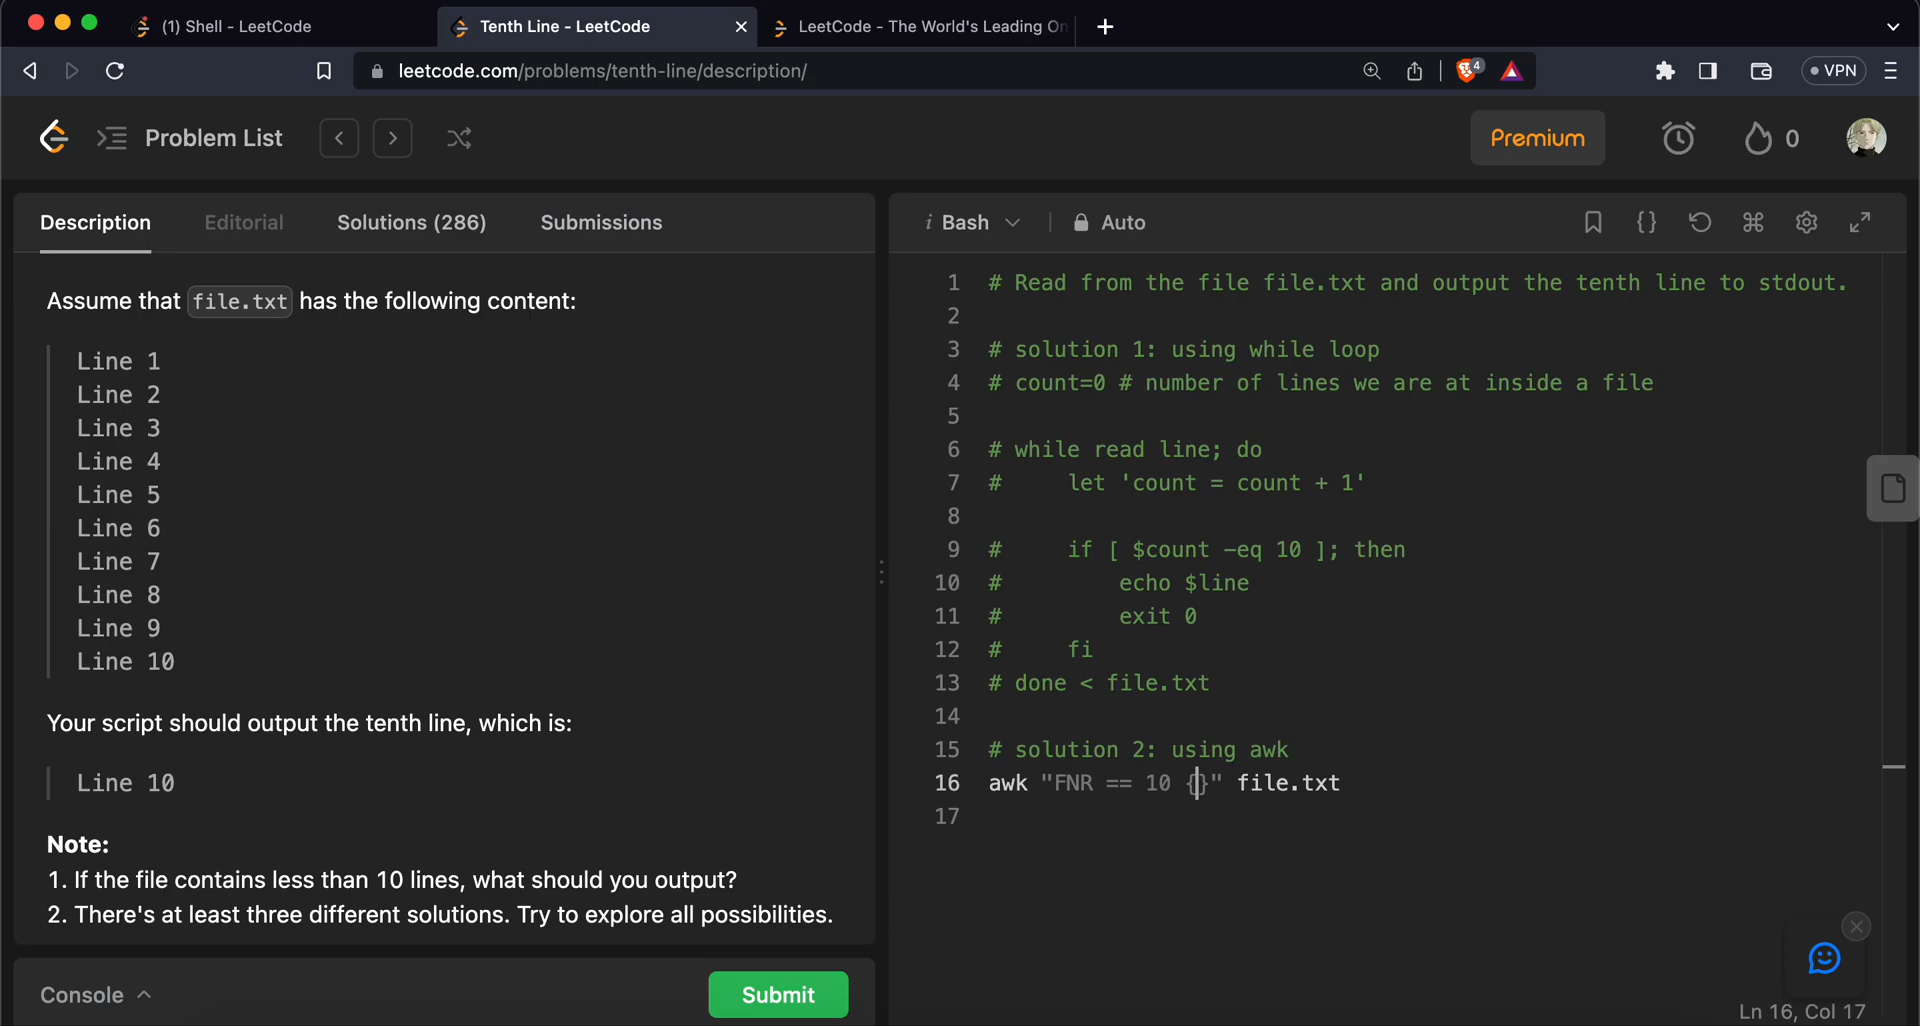 (1) Shell - LeetCode
Tenth Line - LeetCode
LeetCode - The World's Leading On
leetcode.com/problems/tenth-line/description/
4
VPN
Problem List
Premium
0
Description
Editorial
Solutions (286)
Submissions
Assume that file.txt has the following content:
Line 1
Line 2
Line 3
Line 4
Line 5
Line 6
Line 7
Line 8
Line 9
Line 10
Your script should output the tenth line, which is:
Line 10
Note:
1. If the file contains less than 10 lines, what should you output?
2. There's at least three different solutions. Try to explore all possibilities.
Console
Submit
i Bash
Auto
1 # Read from the file file.txt and output the tenth line to stdout.
2
3 # solution 1: using while loop
4 # count=0 # number of lines we are at inside a file
5
6 # while read line; do
7 #     let 'count = count + 1'
8
9 #     if [ $count -eq 10 ]; then
10 #         echo $line
11 #         exit 0
12 #     fi
13 # done < file.txt
14
15 # solution 2: using awk
16 awk "FNR == 10 {}" file.txt
17
Ln 16, Col 17